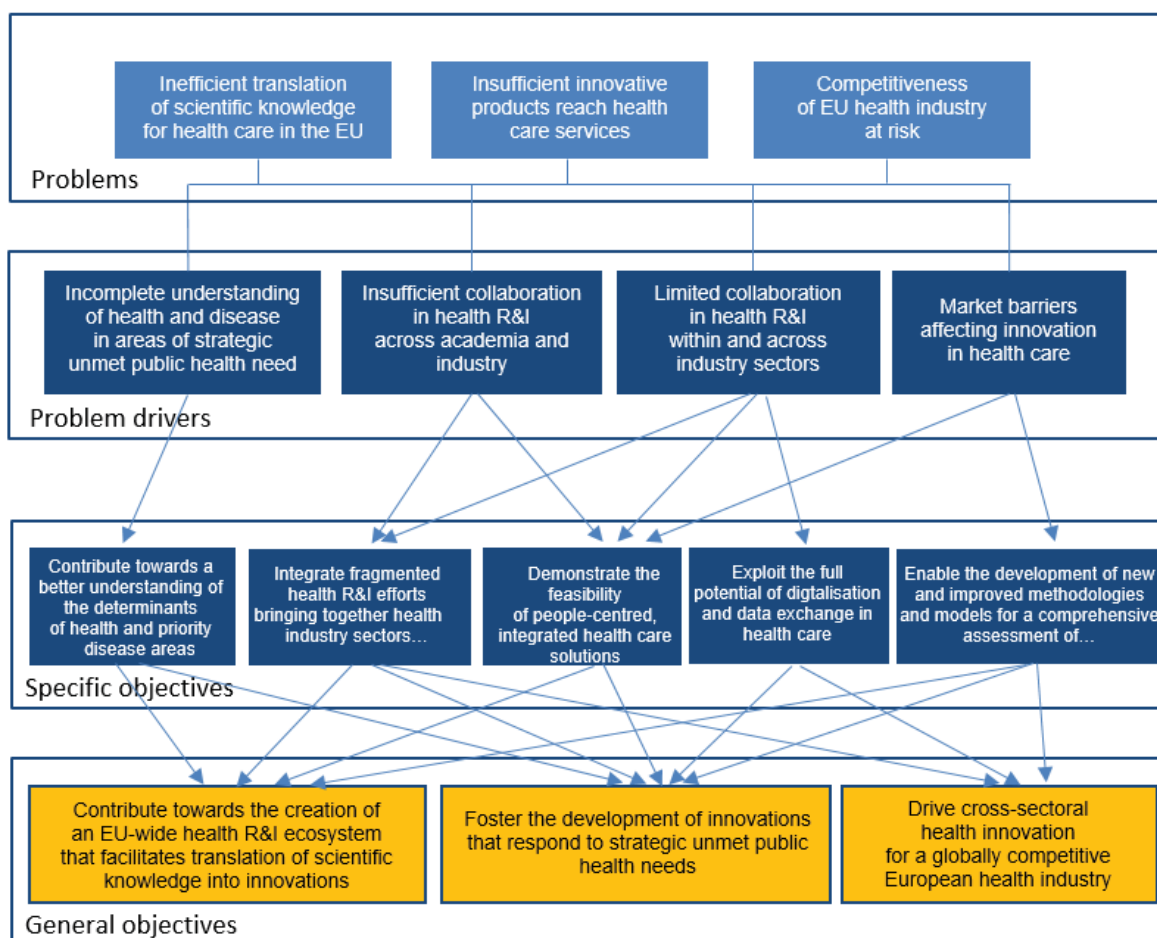 Inefficient translation
of scientific knowledge
for health care in the EU
Insufficient innovative
products reach health
care services
Competitiveness
of EU health industry
at risk
Problems
Incomplete understanding
of health and disease
in areas of strategic
unmet public health need
Insufficient collaboration
in health R&I
across academia and
industry
Limited collaboration
in health R&I
within and across
industry sectors
Market barriers
affecting innovation
in health care
Problem drivers
Contribute towards a
better understanding of
the determinants
of health and priority
disease areas
Integrate fragmented
health R&I efforts
bringing together health
industry sectors…
Demonstrate the
feasibility
of people-centred,
integrated health care
solutions
Exploit the full
potential of digtalisation
and data exchange in
health care
Enable the development of new
and improved methodologies
and models for a comprehensive
assessment of…
Specific objectives
Contribute towards the creation of
an EU-wide health R&I ecosystem
that facilitates translation of scientific
knowledge into innovations
Foster the development of innovations
that respond to strategic unmet public
health needs
Drive cross-sectoral
health innovation
for a globally competitive
European health industry
General objectives